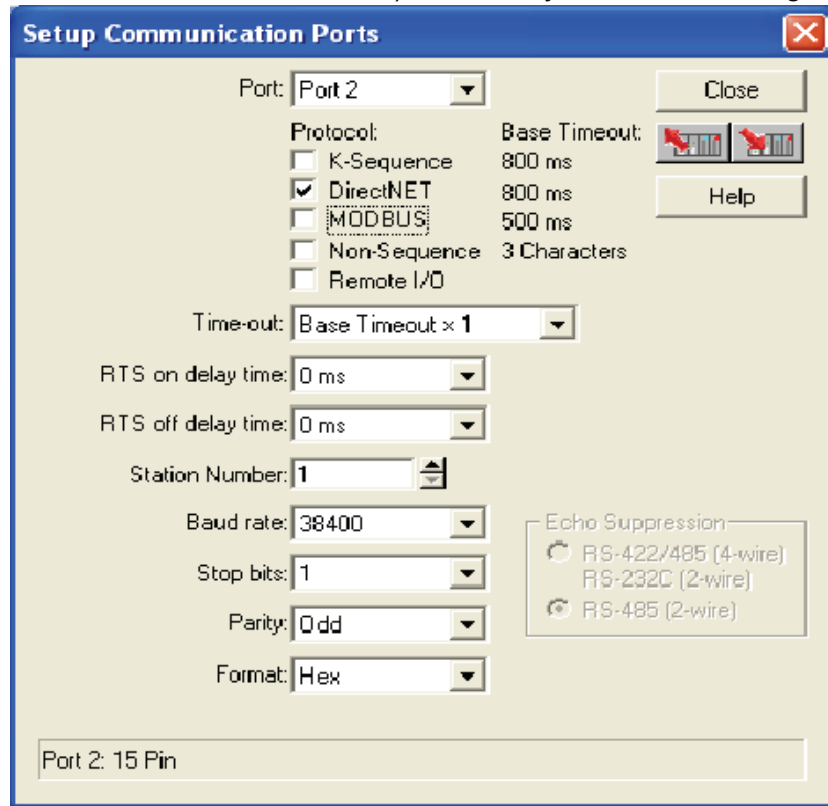 Setup Communication Ports
Port: Port 2
Close
Protocol: Base Timeout:
K-Sequence 800 ms
DirectNET 800 ms
Help
MODBUS 500 ms
Non-Sequence 3 Characters
Remote I/O
Time-out: Base Timeout × 1
RTS on delay time: 0 ms
RTS off delay time: 0 ms
Station Number: 1
Baud rate: 38400
Echo Suppression
RS-422/485 (4-wire)
RS-232C (2-wire)
Stop bits: 1
RS-485 (2-wire)
Parity: Odd
Format: Hex
Port 2: 15 Pin